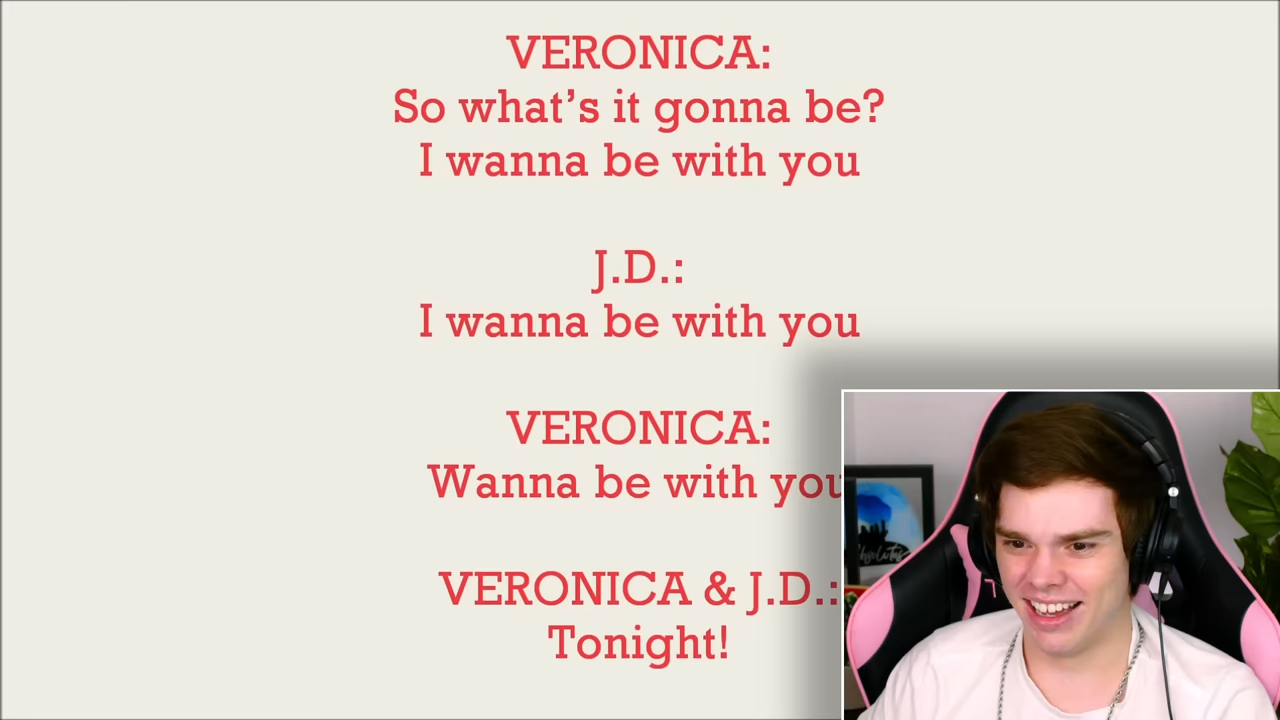 VERONICA:
So what’s it gonna be?
I wanna be with you
J.D.:
I wanna be with you
VERONICA:
Wanna be with you
VERONICA & J.D.:
Tonight!